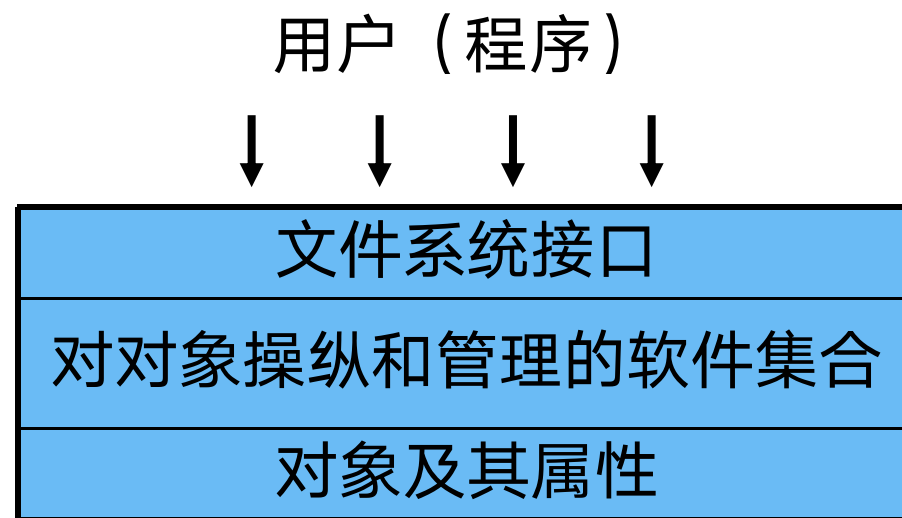 用户（程序）
文件系统接口
对对象操纵和管理的软件集合
对象及其属性